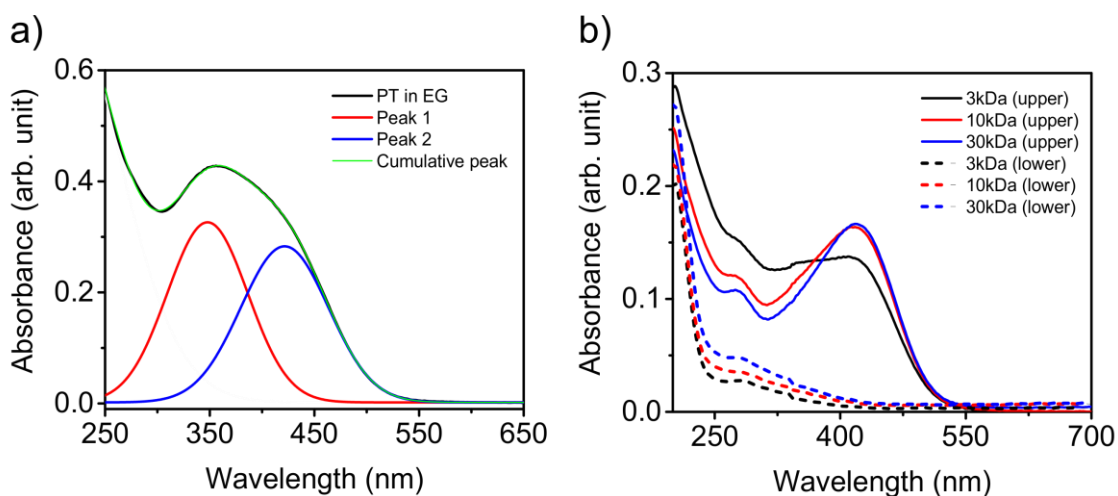 a)
Absorbance (arb. unit)
0.6
0.4
0.2
0.0
PT in EG
Peak 1
Peak 2
Cumulative peak
250 350 450 550 650
Wavelength (nm)
b)
Absorbance (arb. unit)
0.3
0.2
0.1
0.0
3kDa (upper)
10kDa (upper)
30kDa (upper)
3kDa (lower)
10kDa (lower)
30kDa (lower)
250 400 550 700
Wavelength (nm)